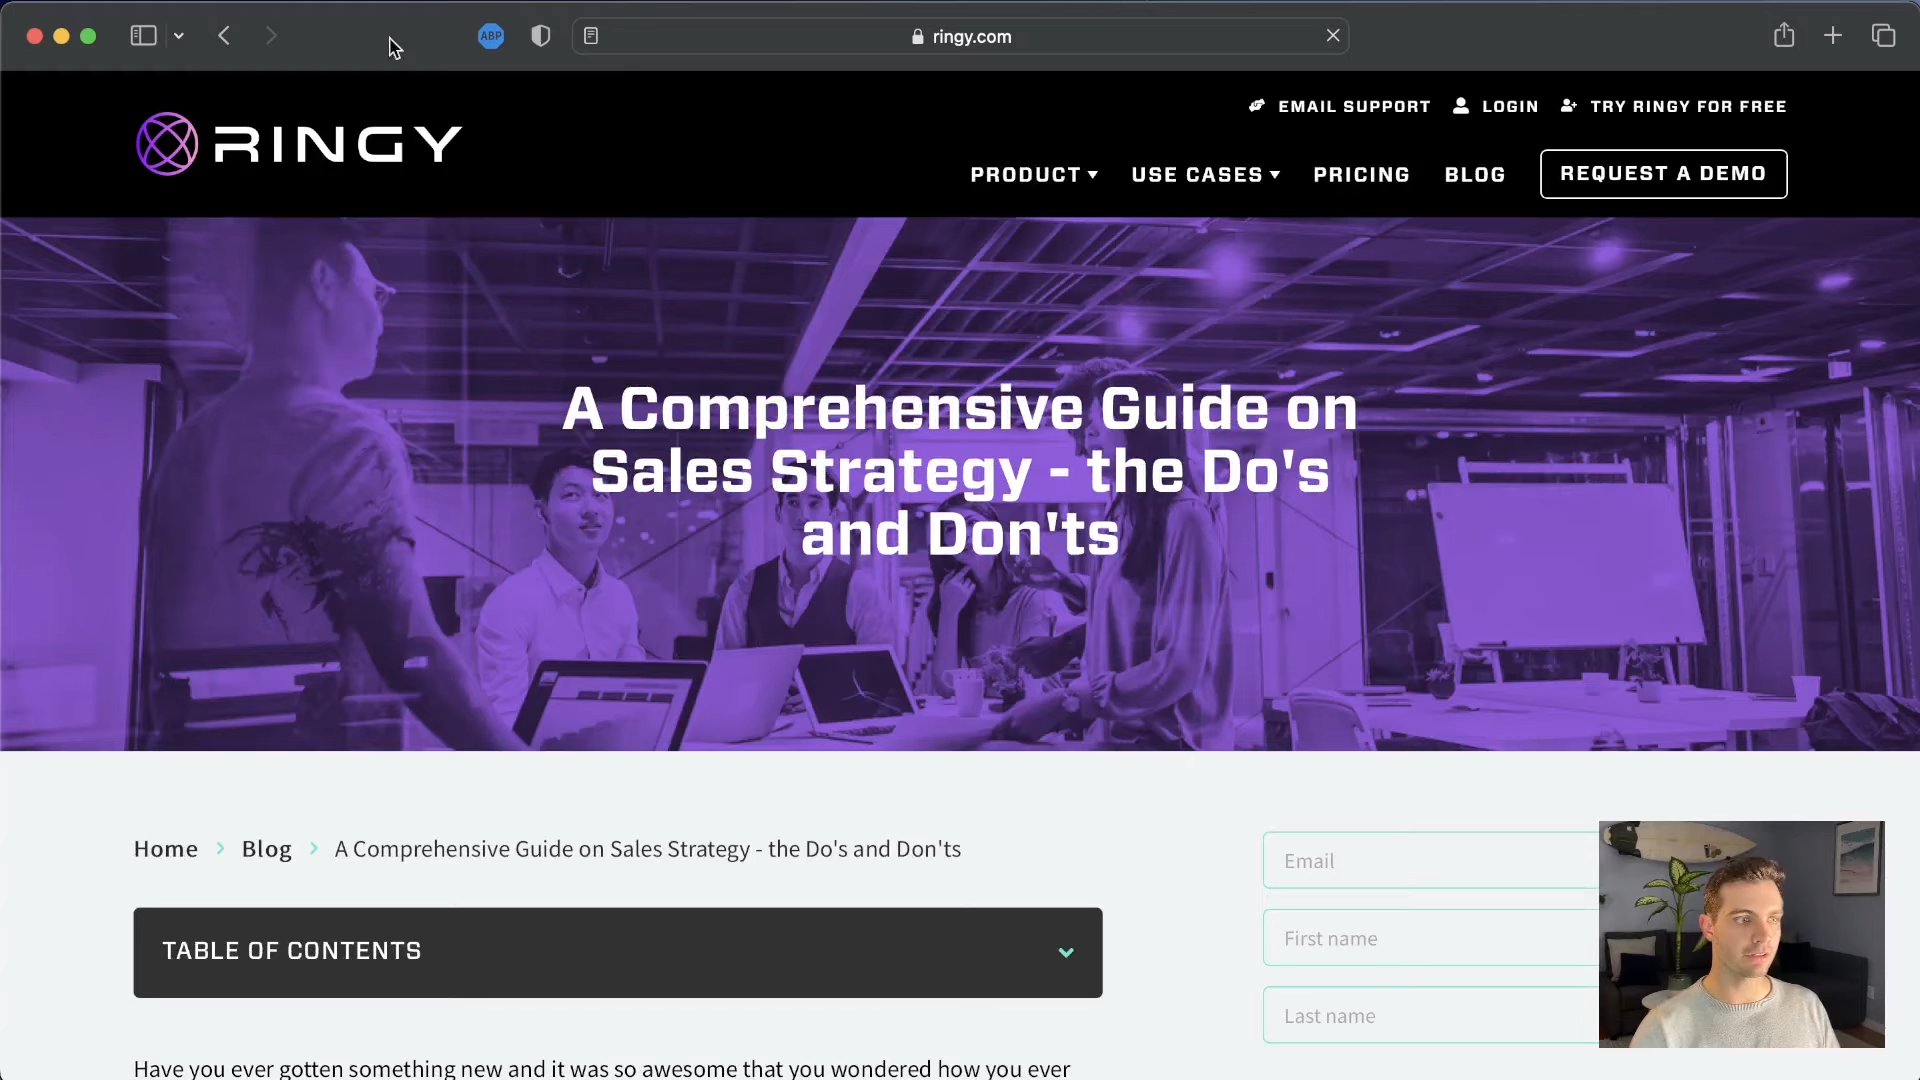 ABP
ringy.com
EMAIL SUPPORT
LOGIN
TRY RINGY FOR FREE
RINGY
PRODUCT
USE CASES
PRICING
BLOG
REQUEST A DEMO
A Comprehensive Guide on
Sales Strategy - the Do's
and Don'ts
Home > Blog > A Comprehensive Guide on Sales Strategy - the Do's and Don'ts
Email
TABLE OF CONTENTS
First name
Last name
Have you ever gotten something new and it was so awesome that you wondered how you ever